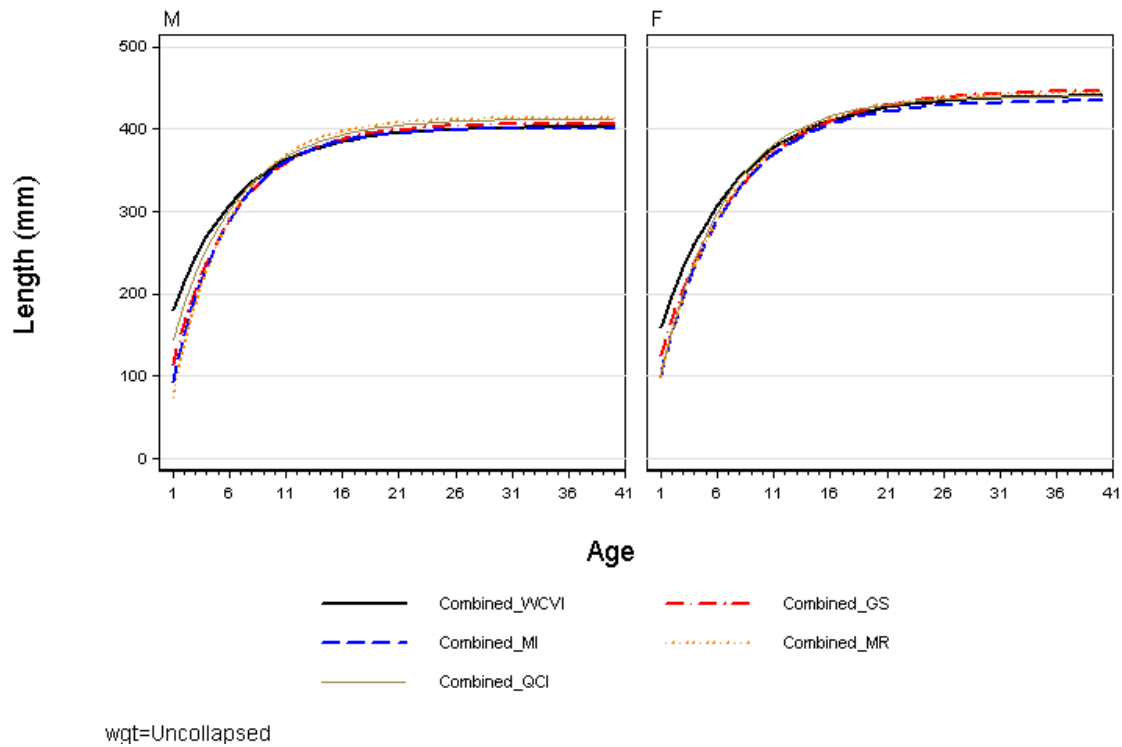 M
F
500
400
300
200
100
0
Length (mm)
1 6 11 16 21 26 31 36 41
1 6 11 16 21 26 31 36 41
Age
Combined_WCVI
Combined_GS
Combined_MI
Combined_MR
Combined_QCI
wgt=Uncollapsed